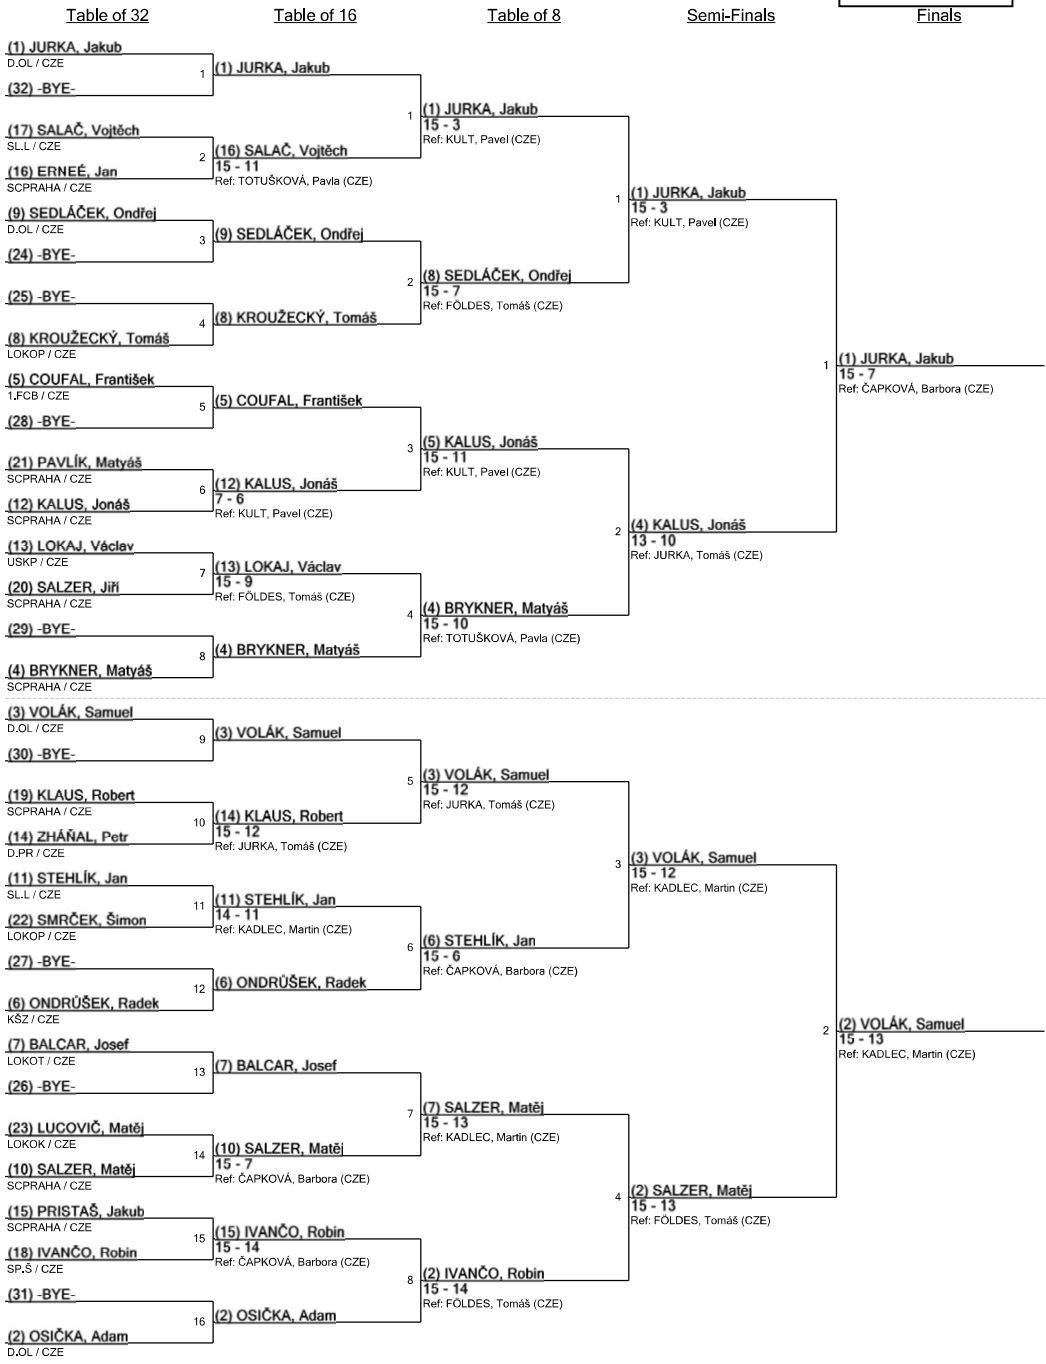 Table of 32
Table of 16
Table of 8
Semi-Finals
Finals
(1) JURKA, Jakub
D.OL / CZE
(32) -BYE-
(17) SALAČ, Vojtěch
SL.L / CZE
(16) ERNEÉ, Jan
SCPRAHA / CZE
(9) SEDLÁČEK, Ondřej
D.OL / CZE
(24) -BYE-
(25) -BYE-
(8) KROUŽECKÝ, Tomáš
LOKOP / CZE
(5) COUFAL, František
1.FCB / CZE
(28) -BYE-
(21) PAVLÍK, Matyáš
SCPRAHA / CZE
(12) KALUS, Jonáš
SCPRAHA / CZE
(13) LOKAJ, Václav
USKP / CZE
(20) SALZER, Jiří
SCPRAHA / CZE
(29) -BYE-
(4) BRYKNER, Matyáš
SCPRAHA / CZE
(3) VOLÁK, Samuel
D.OL / CZE
(30) -BYE-
(19) KLAUS, Robert
SCPRAHA / CZE
(14) ZHÁŇAL, Petr
D.PR / CZE
(11) STEHLÍK, Jan
SL.L / CZE
(22) SMRČEK, Šimon
LOKOP / CZE
(27) -BYE-
(6) ONDRŮŠEK, Radek
KŠZ / CZE
(7) BALCAR, Josef
LOKOT / CZE
(26) -BYE-
(23) LUCOVIČ, Matěj
LOKOK / CZE
(10) SALZER, Matěj
SCPRAHA / CZE
(15) PRISTAŠ, Jakub
SCPRAHA / CZE
(18) IVANČO, Robin
SP.Š / CZE
(31) -BYE-
(2) OSIČKA, Adam
D.OL / CZE
1
(1) JURKA, Jakub
2
(16) SALAČ, Vojtěch
15 - 11
Ref: TOTUŠKOVÁ, Pavla (CZE)
3
(9) SEDLÁČEK, Ondřej
4
(8) KROUŽECKÝ, Tomáš
5
(5) COUFAL, František
6
(12) KALUS, Jonáš
7 - 6
Ref: KULT, Pavel (CZE)
7
(13) LOKAJ, Václav
15 - 9
Ref: FÖLDES, Tomáš (CZE)
8
(4) BRYKNER, Matyáš
9
(3) VOLÁK, Samuel
10
(14) KLAUS, Robert
15 - 12
Ref: JURKA, Tomáš (CZE)
11
(11) STEHLÍK, Jan
14 - 11
Ref: KADLEC, Martin (CZE)
12
(6) ONDRŮŠEK, Radek
13
(7) BALCAR, Josef
14
(10) SALZER, Matěj
15 - 7
Ref: ČAPKOVÁ, Barbora (CZE)
15
(15) IVANČO, Robin
15 - 14
Ref: ČAPKOVÁ, Barbora (CZE)
16
(2) OSIČKA, Adam
1
(1) JURKA, Jakub
15 - 3
Ref: KULT, Pavel (CZE)
2
(8) SEDLÁČEK, Ondřej
15 - 7
Ref: FÖLDES, Tomáš (CZE)
3
(5) KALUS, Jonáš
15 - 11
Ref: KULT, Pavel (CZE)
4
(4) BRYKNER, Matyáš
15 - 10
Ref: TOTUŠKOVÁ, Pavla (CZE)
5
(3) VOLÁK, Samuel
15 - 12
Ref: JURKA, Tomáš (CZE)
6
(6) STEHLÍK, Jan
15 - 6
Ref: ČAPKOVÁ, Barbora (CZE)
7
(7) SALZER, Matěj
15 - 13
Ref: KADLEC, Martin (CZE)
8
(2) IVANČO, Robin
15 - 14
Ref: FÖLDES, Tomáš (CZE)
1
(1) JURKA, Jakub
15 - 3
Ref: KULT, Pavel (CZE)
2
(4) KALUS, Jonáš
13 - 10
Ref: JURKA, Tomáš (CZE)
3
(3) VOLÁK, Samuel
15 - 12
Ref: KADLEC, Martin (CZE)
4
(2) SALZER, Matěj
15 - 13
Ref: FÖLDES, Tomáš (CZE)
1
(1) JURKA, Jakub
15 - 7
Ref: ČAPKOVÁ, Barbora (CZE)
2
(2) VOLÁK, Samuel
15 - 13
Ref: KADLEC, Martin (CZE)